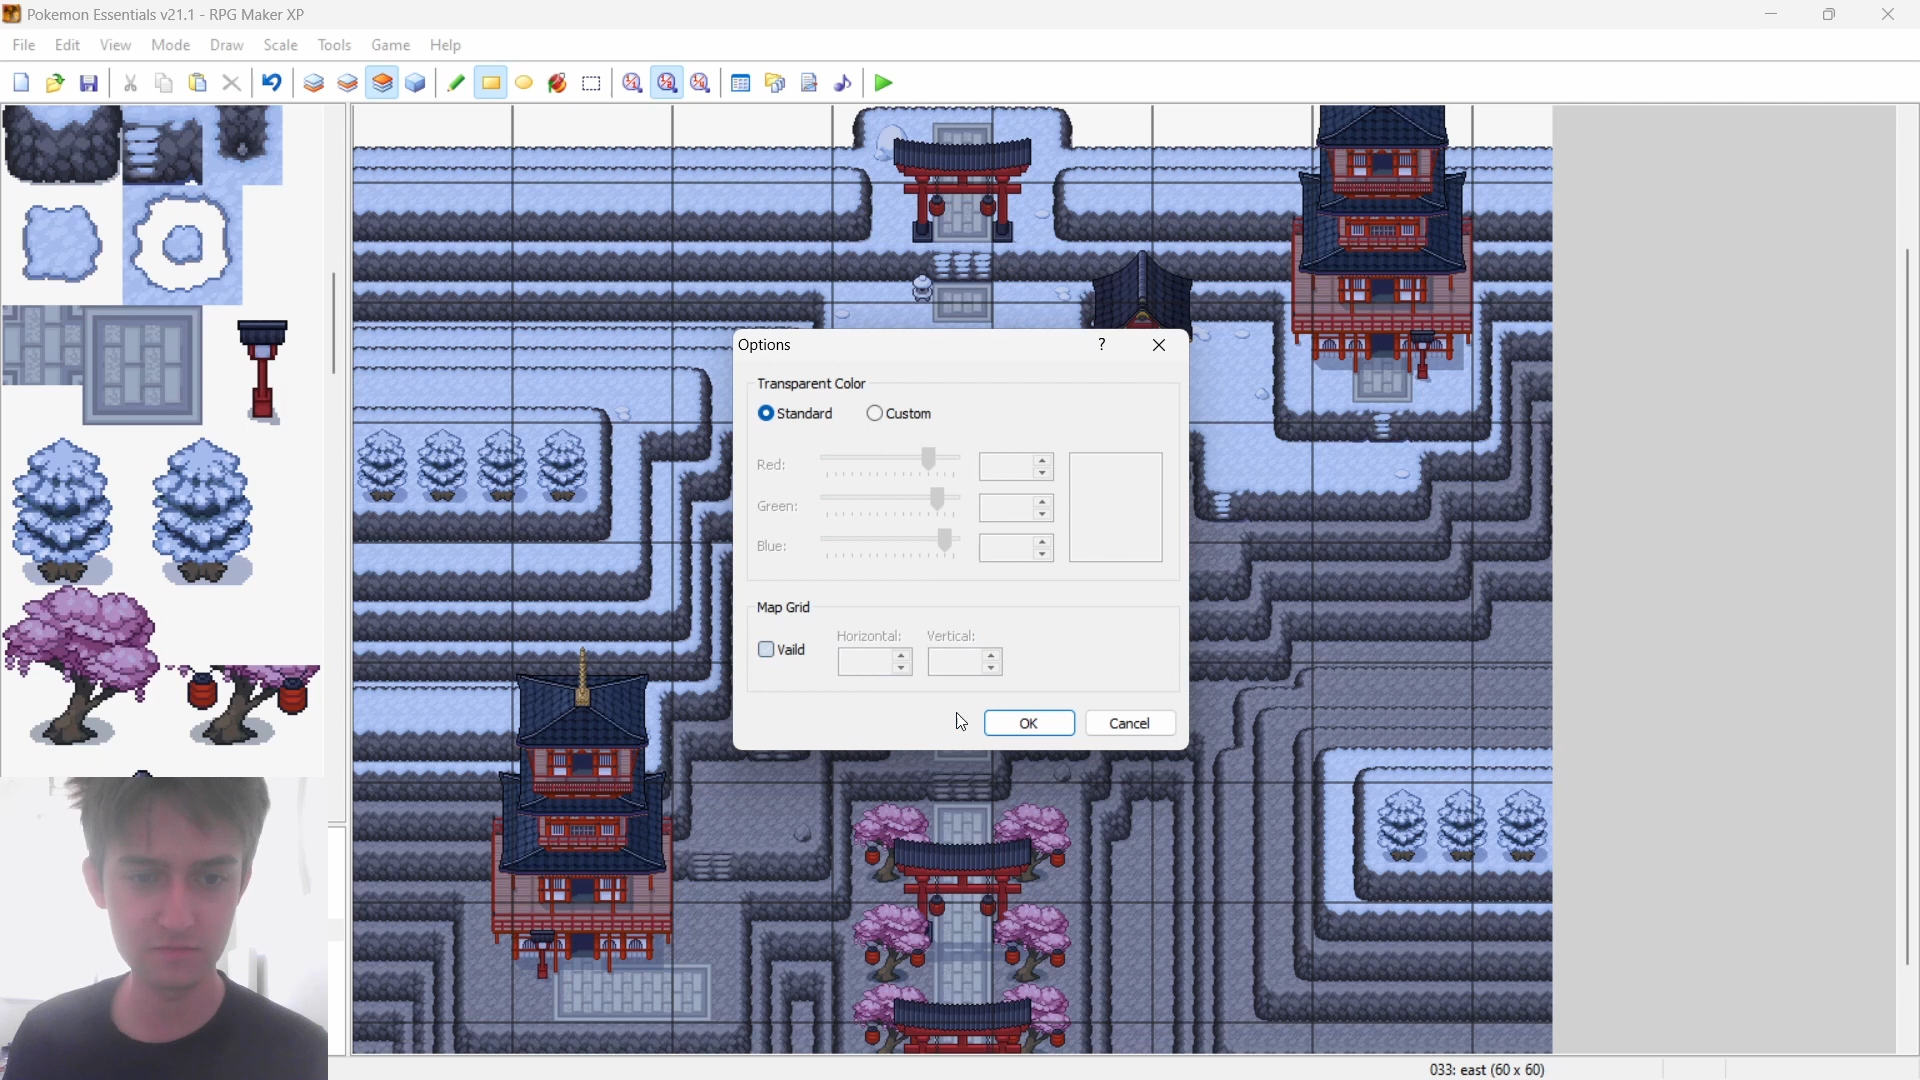 Pokemon Essentials v21.1 - RPG Maker XP
File Edit View Mode Draw Scale Tools Game Help
Options ?
Transparent Color
Standard Custom
Red:
Green:
Blue:
Map Grid
Horizontal: Vertical:
Vaild
OK Cancel
033: east (60 x 60)